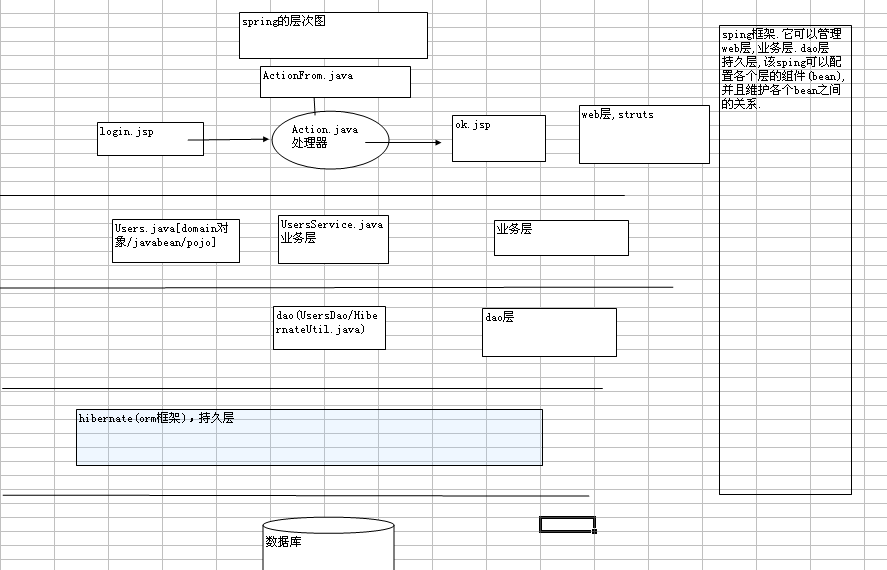 spring的层次图
ActionFrom.java
login.jsp
Action.java
处理器
ok.jsp
web层,struts
sping框架.它可以管理
web层,业务层.dao层
持久层,该sping可以配
置各个层的组件(bean),
并且维护各个bean之间
的关系.
Users.java[domain对
象/javabean/pojo]
UsersService.java
业务层
业务层
dao(UsersDao/Hibe
rnateUtil.java)
dao层
hibernate(orm框架),持久层
数据库